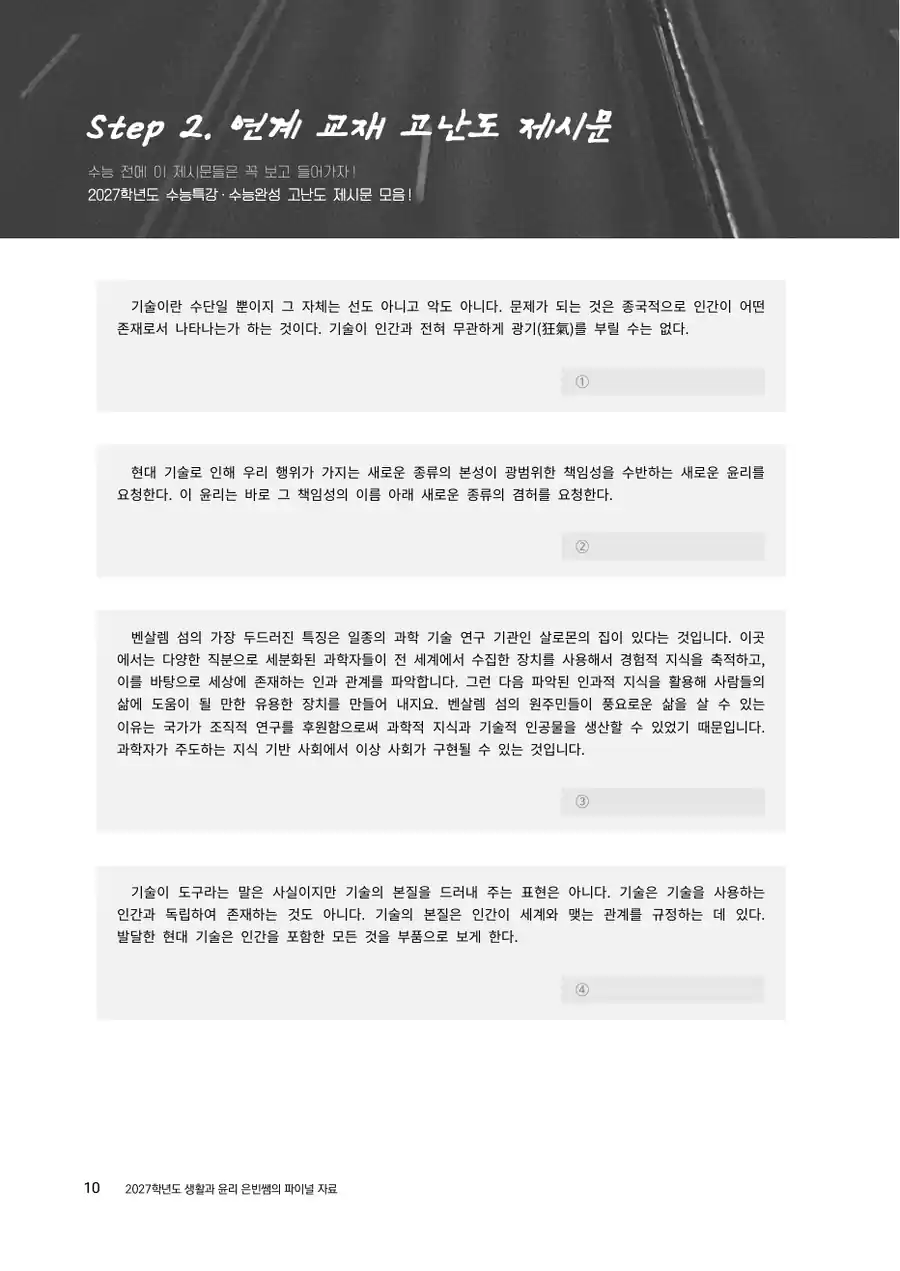 Step 2. 연계 교재 고난도 제시문
수능 전에 이 제시문들은 꼭 보고 들어가자!
2027학년도 수능특강·수능완성 고난도 제시문 모음!
기술이란 수단일 뿐이지 그 자체는 선도 아니고 악도 아니다. 문제가 되는 것은 종국적으로 인간이 어떤
존재로서 나타나는가 하는 것이다. 기술이 인간과 전혀 무관하게 광기(狂氣)를 부릴 수는 없다.
①
현대 기술로 인해 우리 행위가 가지는 새로운 종류의 본성이 광범위한 책임성을 수반하는 새로운 윤리를
요청한다. 이 윤리는 바로 그 책임성의 이름 아래 새로운 종류의 겸허를 요청한다.
②
벤살렘 섬의 가장 두드러진 특징은 일종의 과학 기술 연구 기관인 살로몬의 집이 있다는 것입니다. 이곳
에서는 다양한 직분으로 세분화된 과학자들이 전 세계에서 수집한 장치를 사용해서 경험적 지식을 축적하고,
이를 바탕으로 세상에 존재하는 인과 관계를 파악합니다. 그런 다음 파악된 인과적 지식을 활용해 사람들의
삶에 도움이 될 만한 유용한 장치를 만들어 내지요. 벤살렘 섬의 원주민들이 풍요로운 삶을 살 수 있는
이유는 국가가 조직적 연구를 후원함으로써 과학적 지식과 기술적 인공물을 생산할 수 있었기 때문입니다.
과학자가 주도하는 지식 기반 사회에서 이상 사회가 구현될 수 있는 것입니다.
③
기술이 도구라는 말은 사실이지만 기술의 본질을 드러내 주는 표현은 아니다. 기술은 기술을 사용하는
인간과 독립하여 존재하는 것도 아니다. 기술의 본질은 인간이 세계와 맺는 관계를 규정하는 데 있다.
발달한 현대 기술은 인간을 포함한 모든 것을 부품으로 보게 한다.
④
10 2027학년도 생활과 윤리 은빈쌤의 파이널 자료